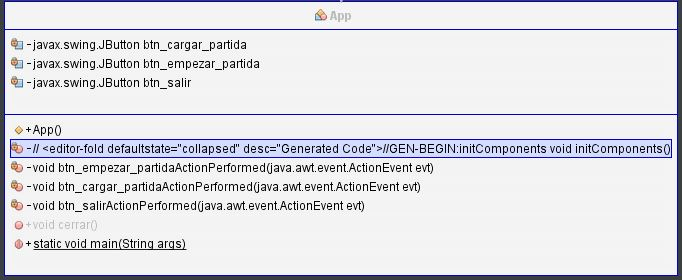 App
-javax.swing.JButton btn_cargar_partida
-javax.swing.JButton btn_empezar_partida
-javax.swing.JButton btn_salir
+App()
-// <editor-fold defaultstate="collapsed" desc="Generated Code">//GEN-BEGIN:initComponents void initComponents()
-void btn_empezar_partidaActionPerformed(java.awt.event.ActionEvent evt)
-void btn_cargar_partidaActionPerformed(java.awt.event.ActionEvent evt)
-void btn_salirActionPerformed(java.awt.event.ActionEvent evt)
+void cerrar()
+static void main(String args)